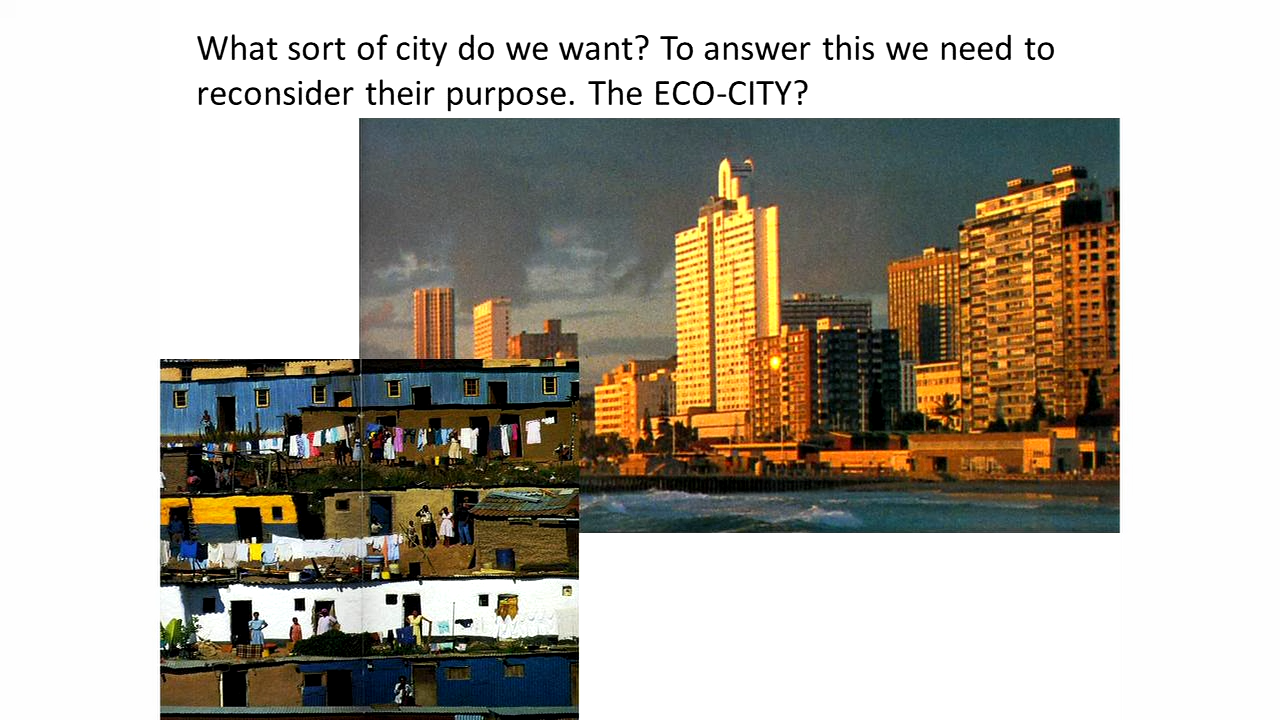 What sort of city do we want? To answer this we need to
reconsider their purpose. The ECO-CITY?